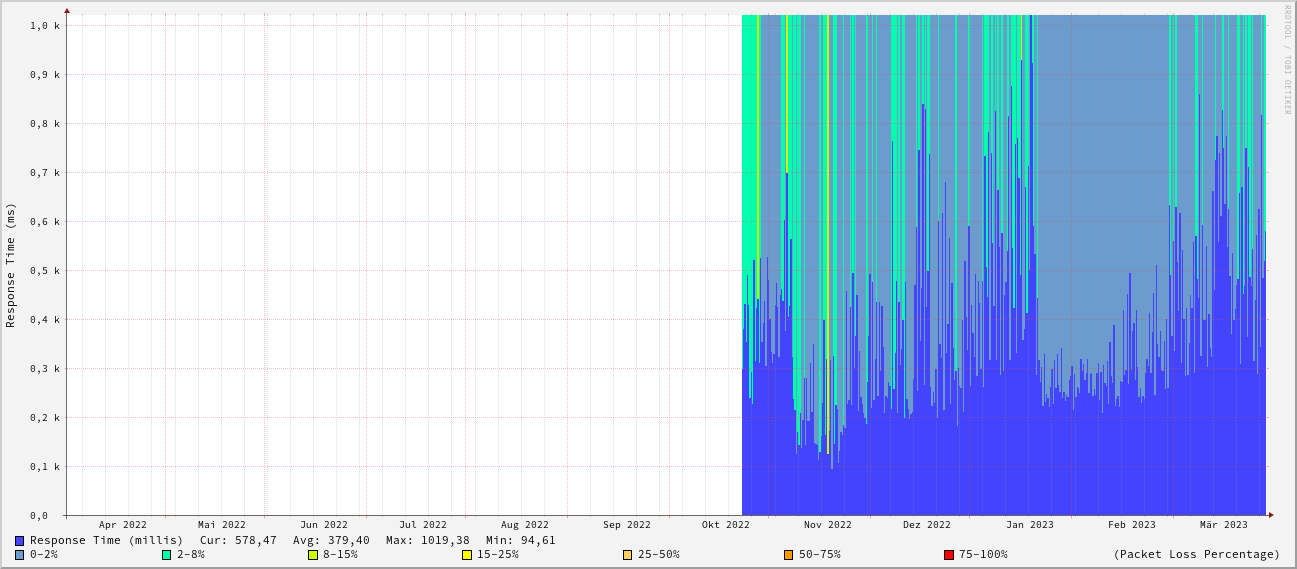 RRDTOOL / TOBI OETIKER
Response Time (ms)
1,0 k
0,9 k
0,8 k
0,7 k
0,6 k
0,5 k
0,4 k
0,3 k
0,2 k
0,1 k
0,0
Apr 2022 Mai 2022 Jun 2022 Jul 2022 Aug 2022 Sep 2022 Okt 2022 Nov 2022 Dez 2022 Jan 2023 Feb 2023 Mär 2023
Response Time (millis) Cur: 578,47 Avg: 379,40 Max: 1019,38 Min: 94,61
0-2% 2-8% 8-15% 15-25% 25-50% 50-75% 75-100% (Packet Loss Percentage)